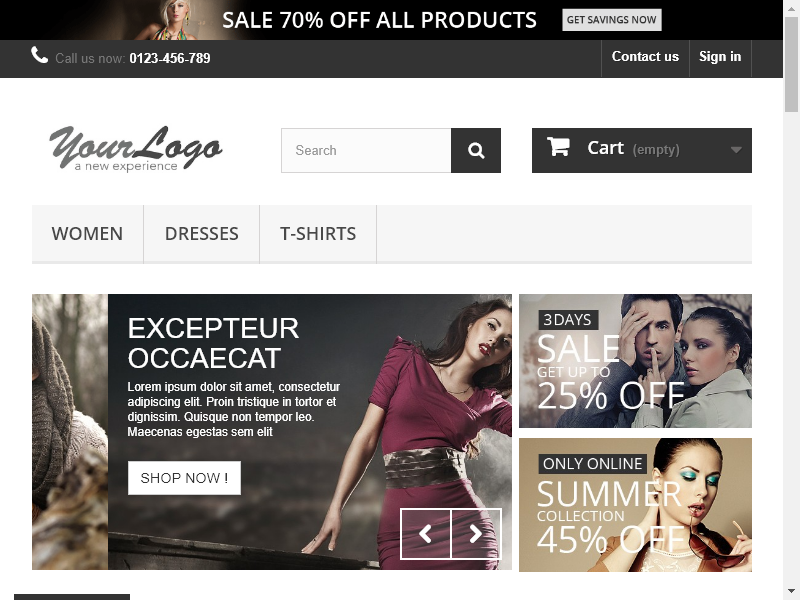 SALE 70% OFF ALL PRODUCTS GET SAVINGS NOW
Call us now: 0123-456-789 Contact us Sign in
YourLogo
a new experience
Search
Cart (empty)
WOMEN DRESSES T-SHIRTS
EXCEPTEUR
OCCAECAT
Lorem ipsum dolor sit amet, consectetur
adipiscing elit. Proin tristique in tortor et
dignissim. Quisque non tempor leo.
Maecenas egestas sem elit
SHOP NOW !
3DAYS
SALE
GET UP TO
25% OFF
ONLY ONLINE
SUMMER
COLLECTION
45% OFF